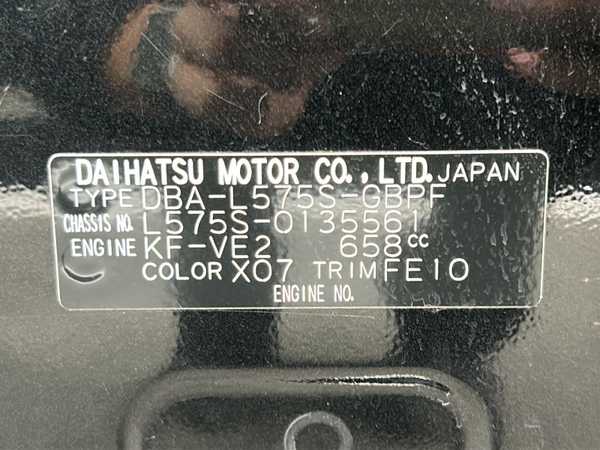 DAIHATSU MOTOR CO., LTD. JAPAN
TYPE DBA-L575S-GBPF
CHASSIS NO. L575S-0135561
ENGINE KF-VE2 658cc
COLOR X07 TRIM FE10
ENGINE NO.